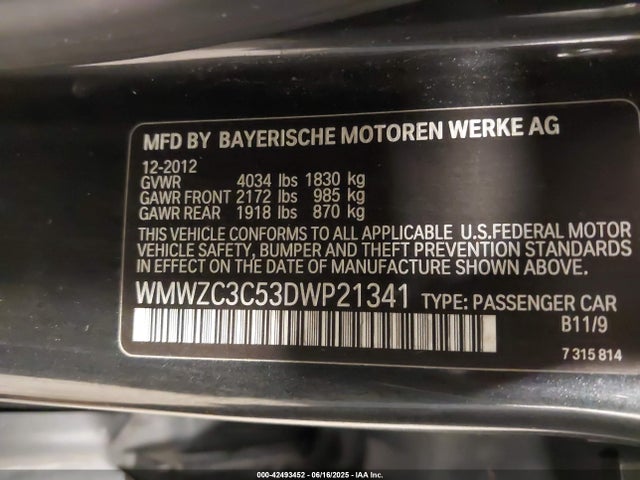 MFD BY BAYERISCHE MOTOREN WERKE AG
12-2012
GVWR 4034 lbs 1830 kg
GAWR FRONT 2172 lbs 985 kg
GAWR REAR 1918 lbs 870 kg
THIS VEHICLE CONFORMS TO ALL APPLICABLE U.S.FEDERAL MOTOR
VEHICLE SAFETY, BUMPER AND THEFT PREVENTION STANDARDS
IN EFFECT ON THE DATE OF MANUFACTURE SHOWN ABOVE.
WMWZC3C53DWP21341 TYPE: PASSENGER CAR
B11/9
7 315 814
000-42493452 - 06/16/2025 - IAA Inc.